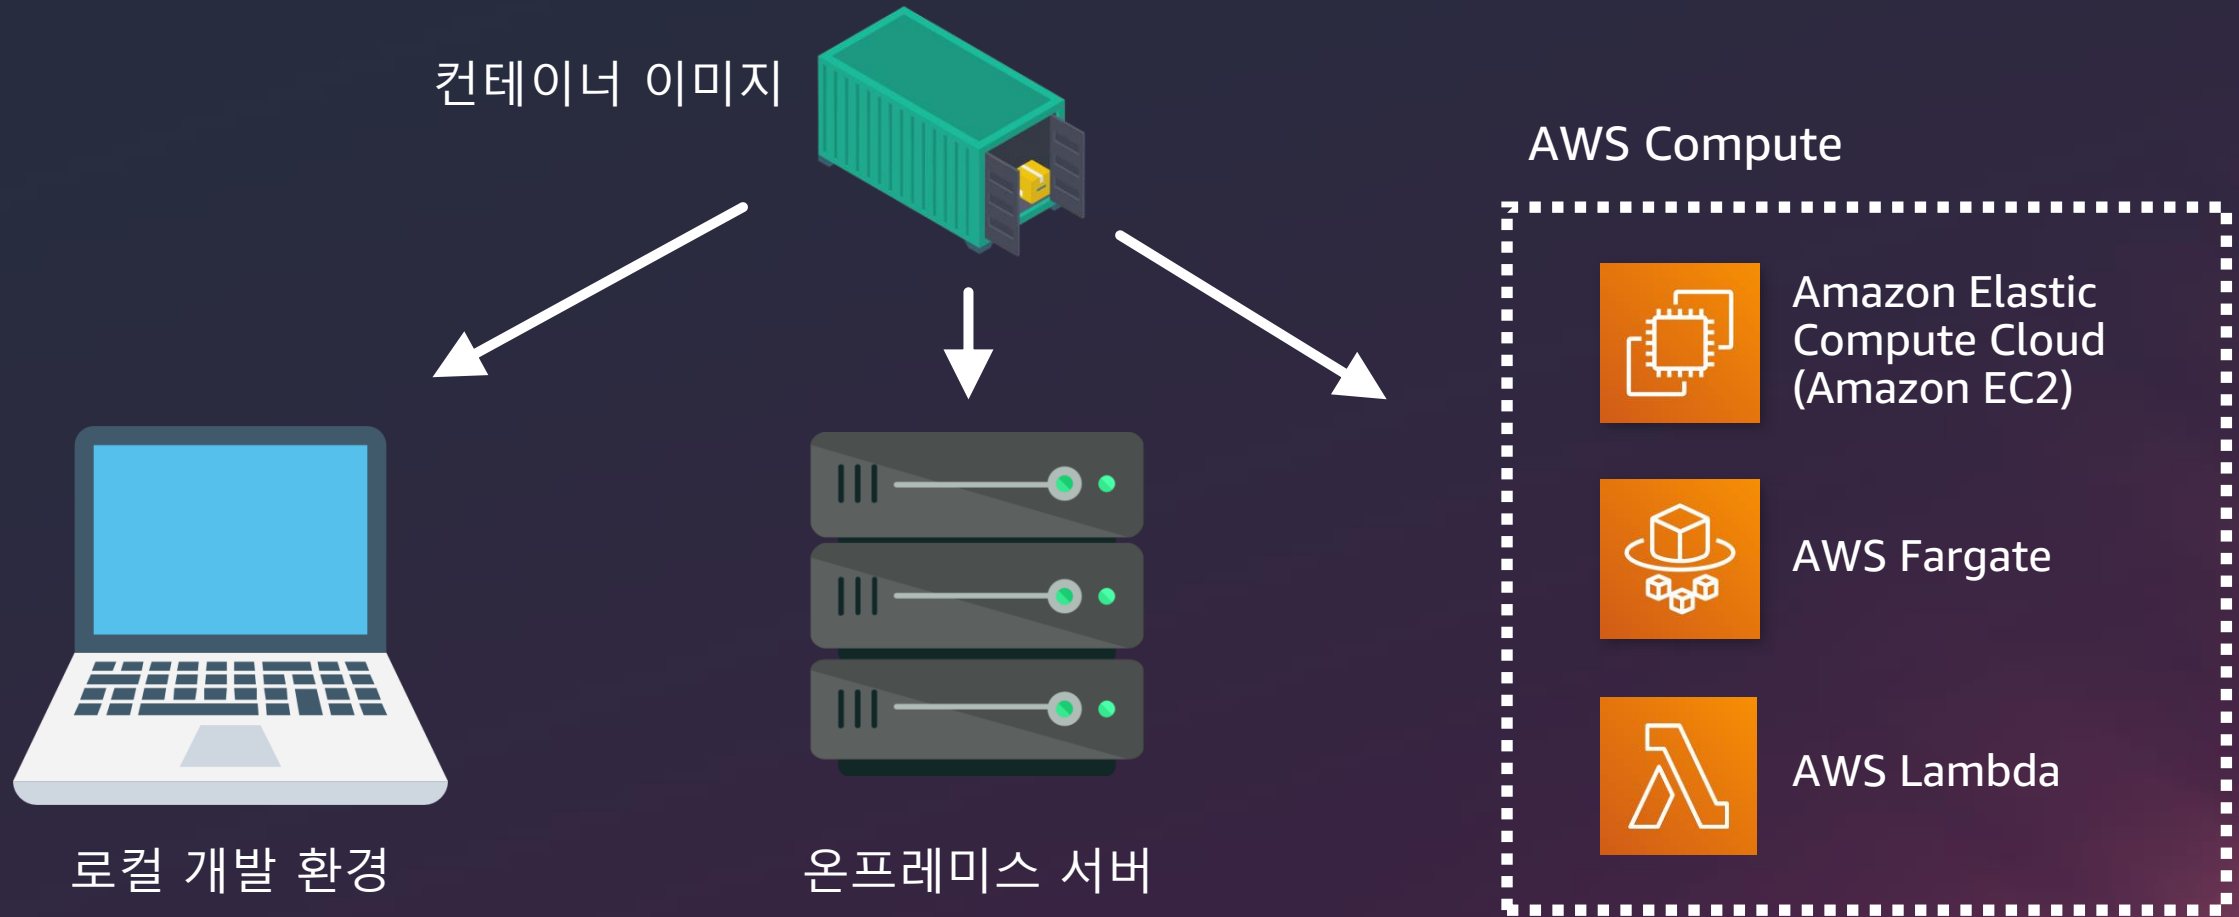 컨테이너 이미지
AWS Compute
Amazon Elastic
Compute Cloud
(Amazon EC2)
AWS Fargate
AWS Lambda
로컬 개발 환경
온프레미스 서버